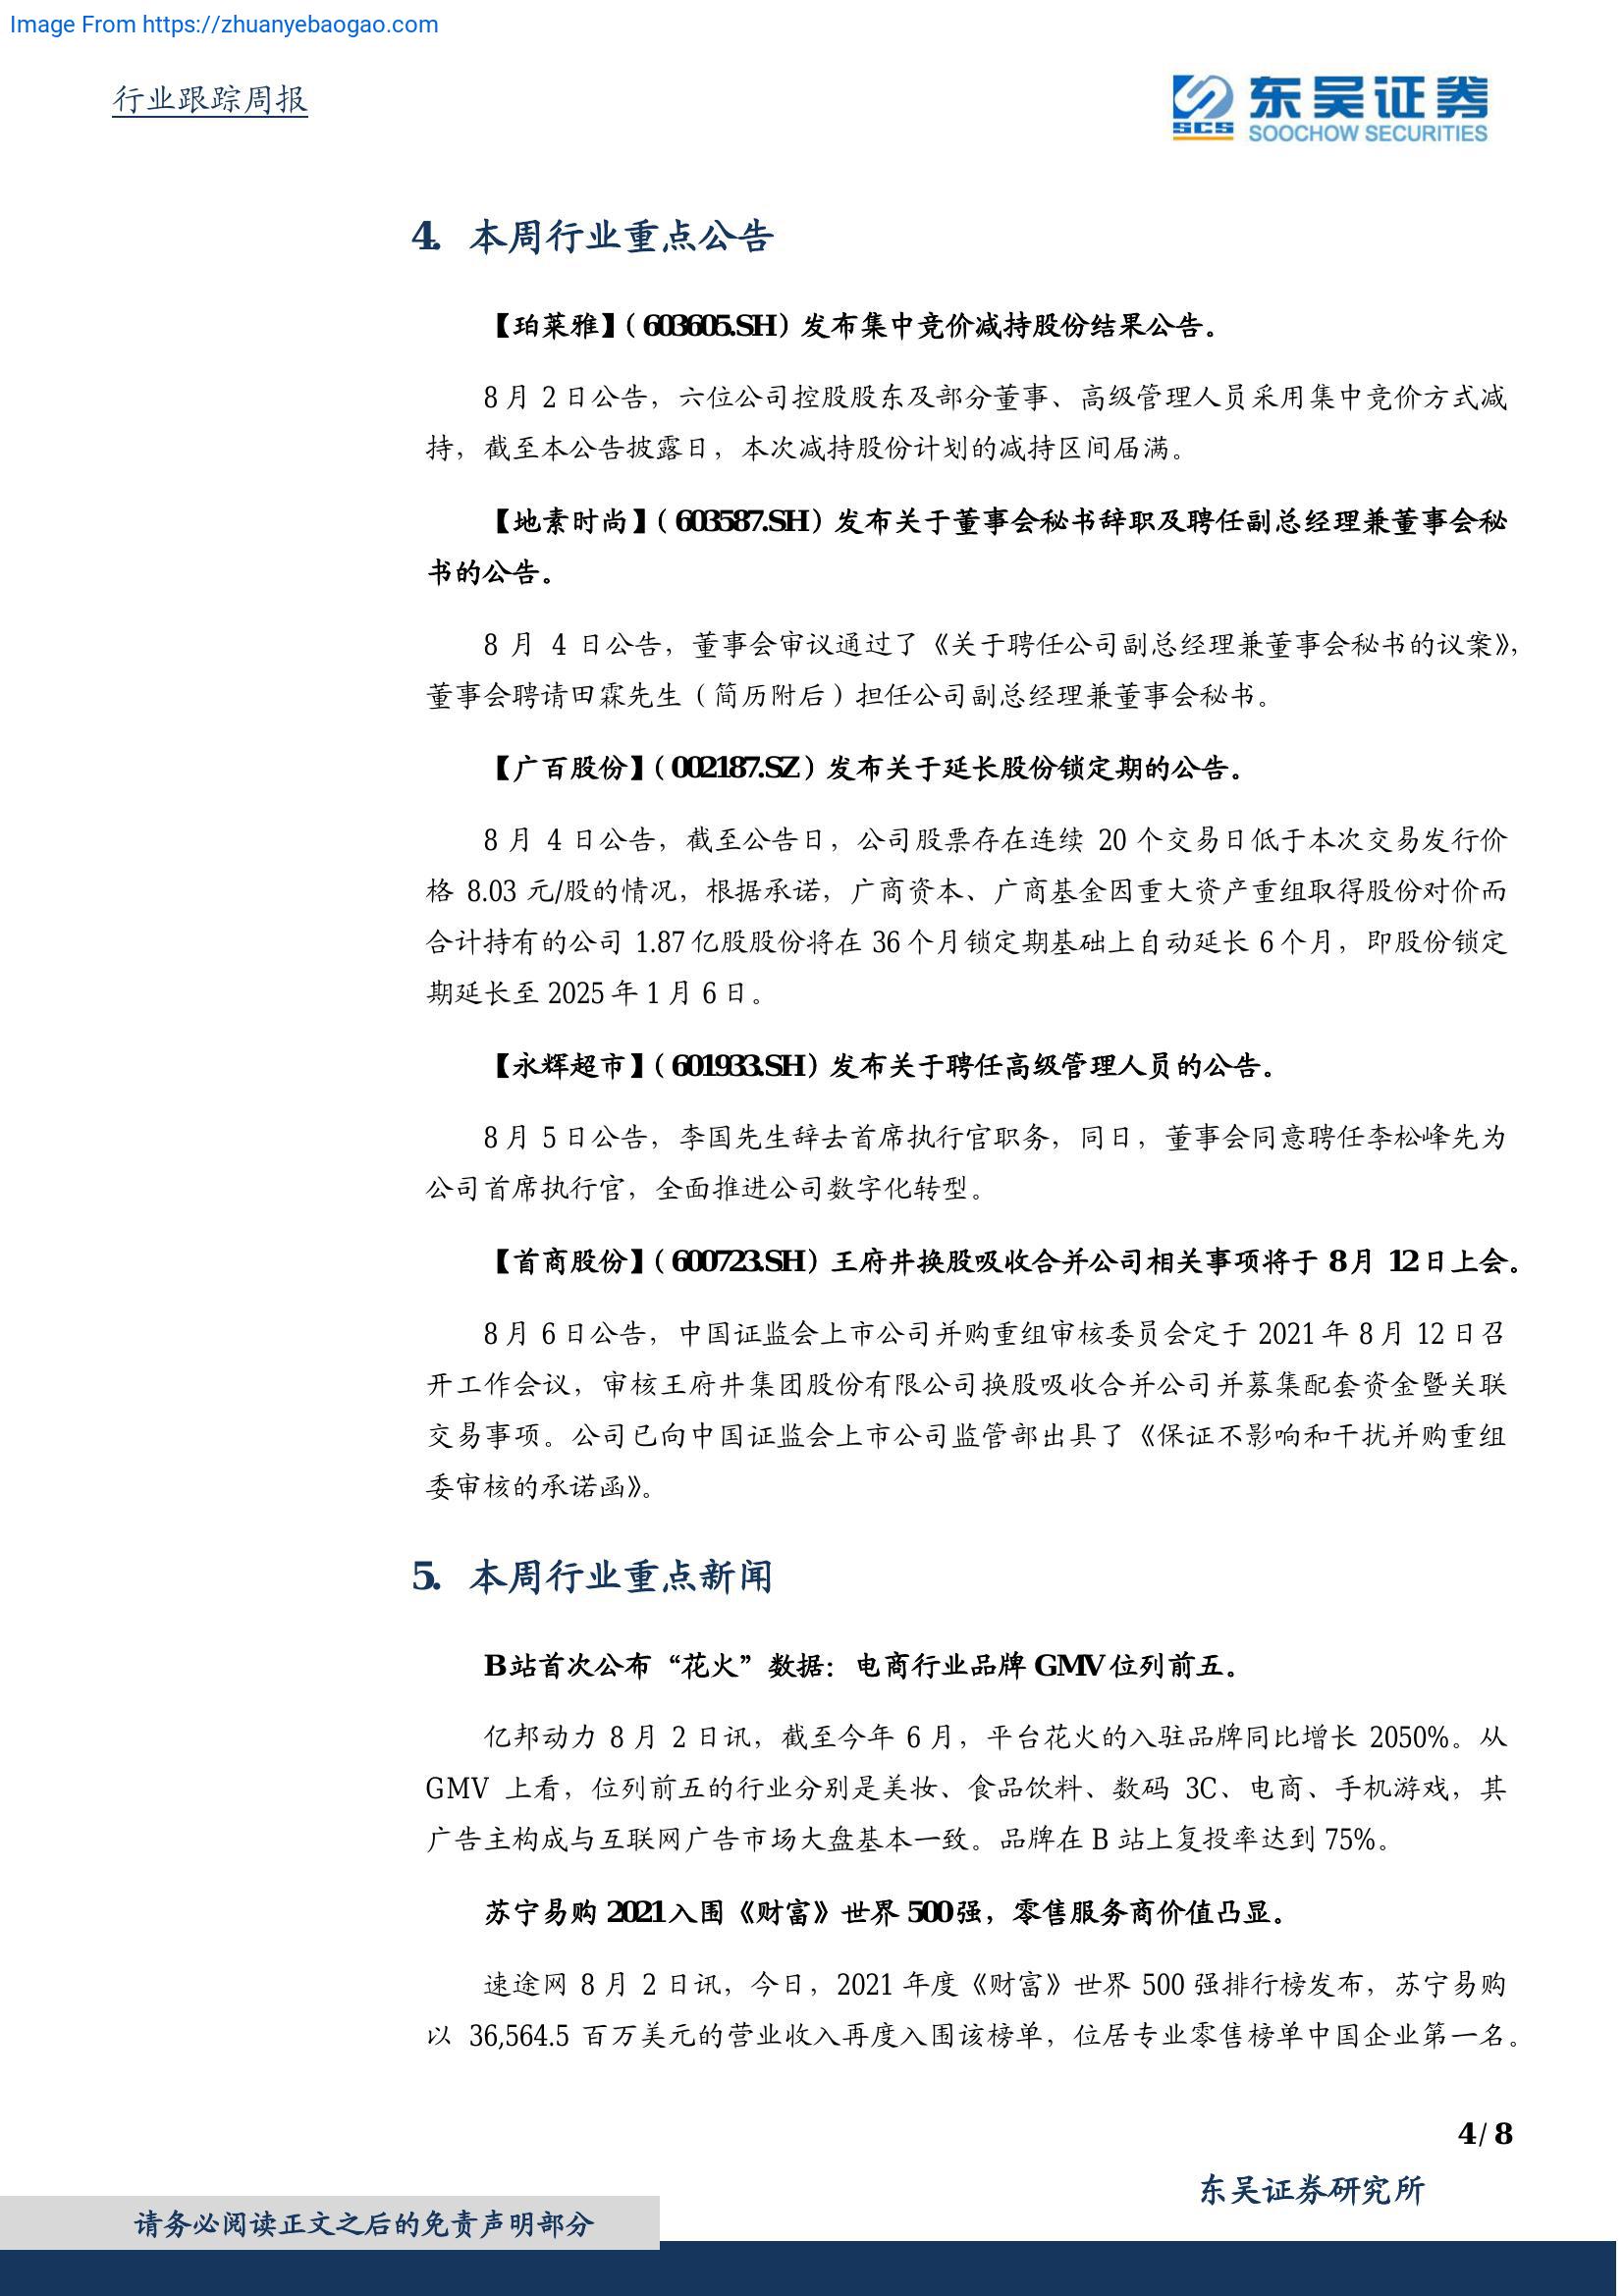 Image From https://zhuanyebaogao.com
行业跟踪周报
SCS
东吴证券
SOOCHOW SECURITIES
4. 本周行业重点公告
【珀莱雅】（603605.SH）发布集中竞价减持股份结果公告。
8 月 2 日公告，六位公司控股股东及部分董事、高级管理人员采用集中竞价方式减
持，截至本公告披露日，本次减持股份计划的减持区间届满。
【地素时尚】（603587.SH）发布关于董事会秘书辞职及聘任副总经理兼董事会秘
书的公告。
8 月 4 日公告，董事会审议通过了《关于聘任公司副总经理兼董事会秘书的议案》，
董事会聘请田霖先生（简历附后）担任公司副总经理兼董事会秘书。
【广百股份】（002187.SZ）发布关于延长股份锁定期的公告。
8 月 4 日公告，截至公告日，公司股票存在连续 20 个交易日低于本次交易发行价
格 8.03 元/股的情况，根据承诺，广商资本、广商基金因重大资产重组取得股份对价而
合计持有的公司 1.87 亿股股份将在 36 个月锁定期基础上自动延长 6 个月，即股份锁定
期延长至 2025 年 1 月 6 日。
【永辉超市】（601933.SH）发布关于聘任高级管理人员的公告。
8 月 5 日公告，李国先生辞去首席执行官职务，同日，董事会同意聘任李松峰先为
公司首席执行官，全面推进公司数字化转型。
【首商股份】（600723.SH）王府井换股吸收合并公司相关事项将于 8 月 12 日上会。
8 月 6 日公告，中国证监会上市公司并购重组审核委员会定于 2021 年 8 月 12 日召
开工作会议，审核王府井集团股份有限公司换股吸收合并公司并募集配套资金暨关联
交易事项。公司已向中国证监会上市公司监管部出具了《保证不影响和干扰并购重组
委审核的承诺函》。
5. 本周行业重点新闻
B 站首次公布“花火”数据：电商行业品牌 GMV 位列前五。
亿邦动力 8 月 2 日讯，截至今年 6 月，平台花火的入驻品牌同比增长 2050%。从
GMV 上看，位列前五的行业分别是美妆、食品饮料、数码 3C、电商、手机游戏，其
广告主构成与互联网广告市场大盘基本一致。品牌在 B 站上复投率达到 75%。
苏宁易购 2021 入围《财富》世界 500 强，零售服务商价值凸显。
速途网 8 月 2 日讯，今日，2021 年度《财富》世界 500 强排行榜发布，苏宁易购
以 36,564.5 百万美元的营业收入再度入围该榜单，位居专业零售榜单中国企业第一名。
4 / 8
东吴证券研究所
请务必阅读正文之后的免责声明部分